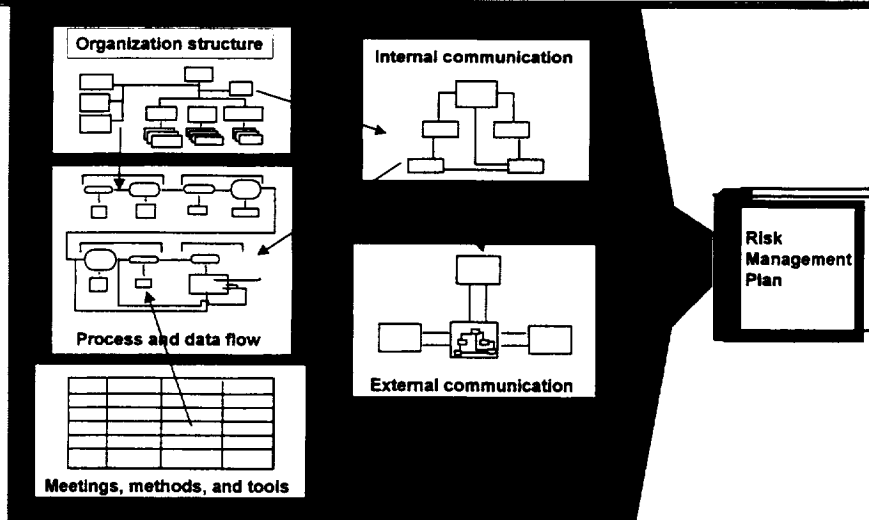 Organization structure
Internal communication
Process and data flow
External communication
Meetings, methods, and tools
Risk
Management
Plan